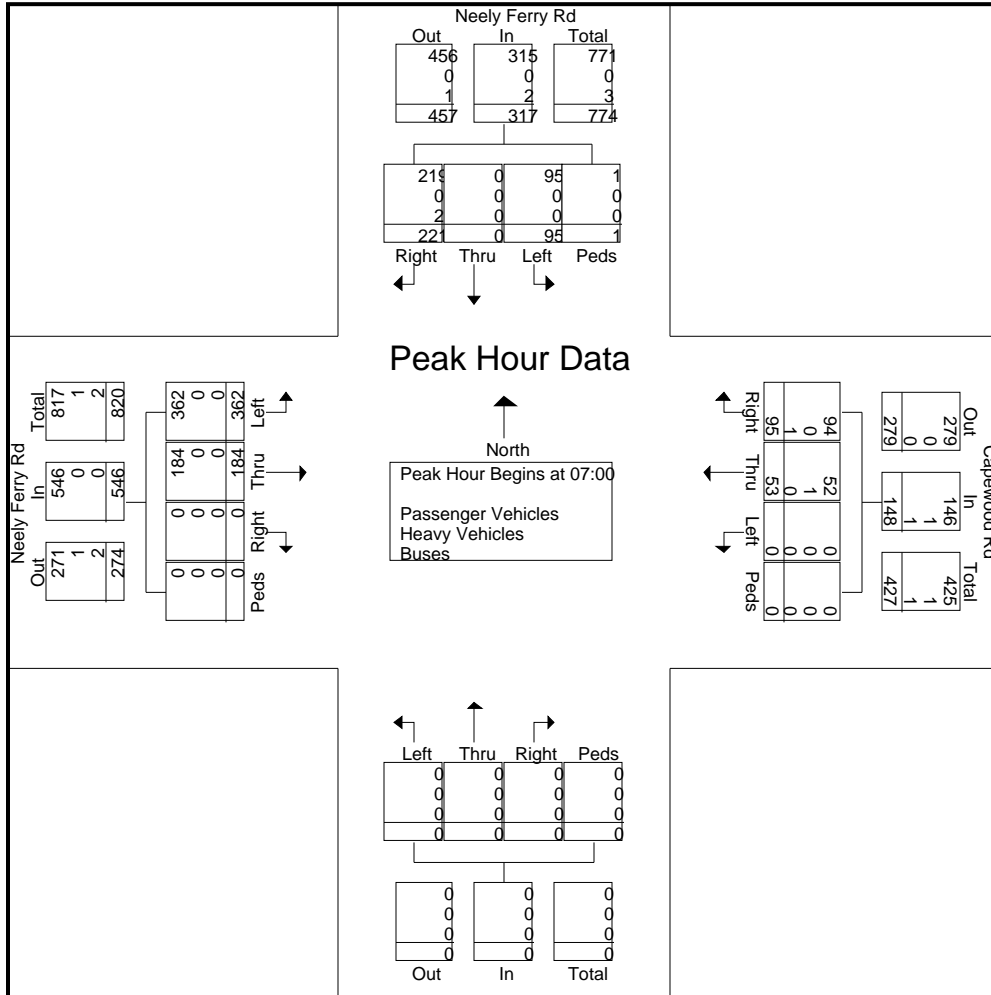 Neely Ferry Rd
Out In Total
456 315 771
0 0 0
1 2 3
457 317 774
219 0 95 1
0 0 0 0
2 0 0 0
221 0 95 1
Right Thru Left Peds
Peak Hour Data
North
Peak Hour Begins at 07:00
Passenger Vehicles
Heavy Vehicles
Buses
Neely Ferry Rd
Out In Total
271 546 817
1 0 1
2 0 2
274 546 820
Peds Right Thru Left
0 0 184 362
0 0 0 0
0 0 0 0
0 0 184 362
Capewood Rd
Out In Total
279 146 425
0 1 1
0 1 1
279 148 427
Right Thru Left Peds
94 52 0 0
0 1 0 0
1 0 0 0
95 53 0 0
Left Thru Right Peds
0 0 0 0
0 0 0 0
0 0 0 0
0 0 0 0
0 0 0
0 0 0
0 0 0
0 0 0
Out In Total